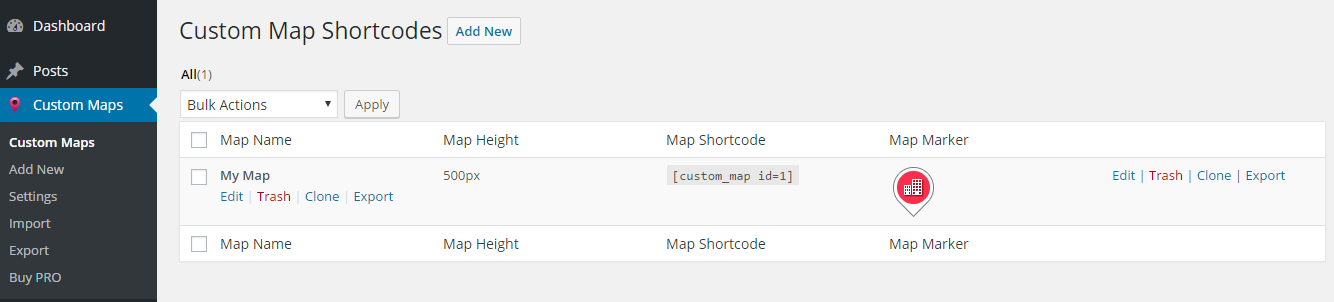 Dashboard
Posts
Custom Maps
Custom Maps
Add New
Settings
Import
Export
Buy PRO
Custom Map Shortcodes Add New
All(1)
Bulk Actions Apply
Map Name Map Height Map Shortcode Map Marker
My Map 500px [custom_map id=1] Edit | Trash | Clone | Export
Edit | Trash | Clone | Export
Map Name Map Height Map Shortcode Map Marker